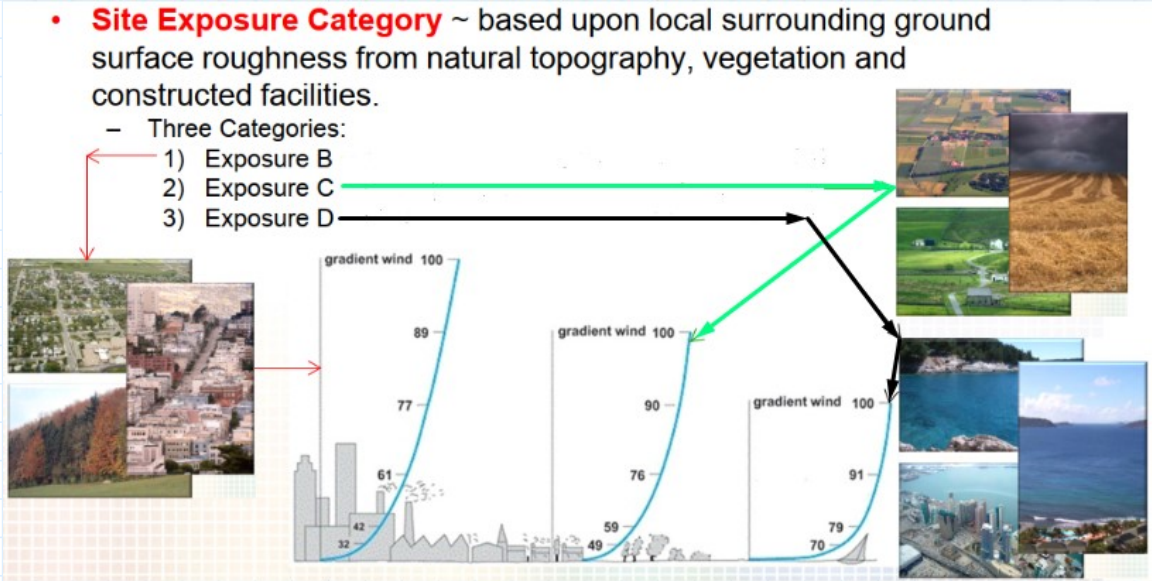 • Site Exposure Category ~ based upon local surrounding ground
surface roughness from natural topography, vegetation and
constructed facilities.
– Three Categories:
1) Exposure B
2) Exposure C
3) Exposure D
gradient wind 100
89
77
61
42
32
gradient wind 100
90
76
59
49
gradient wind 100
91
79
70